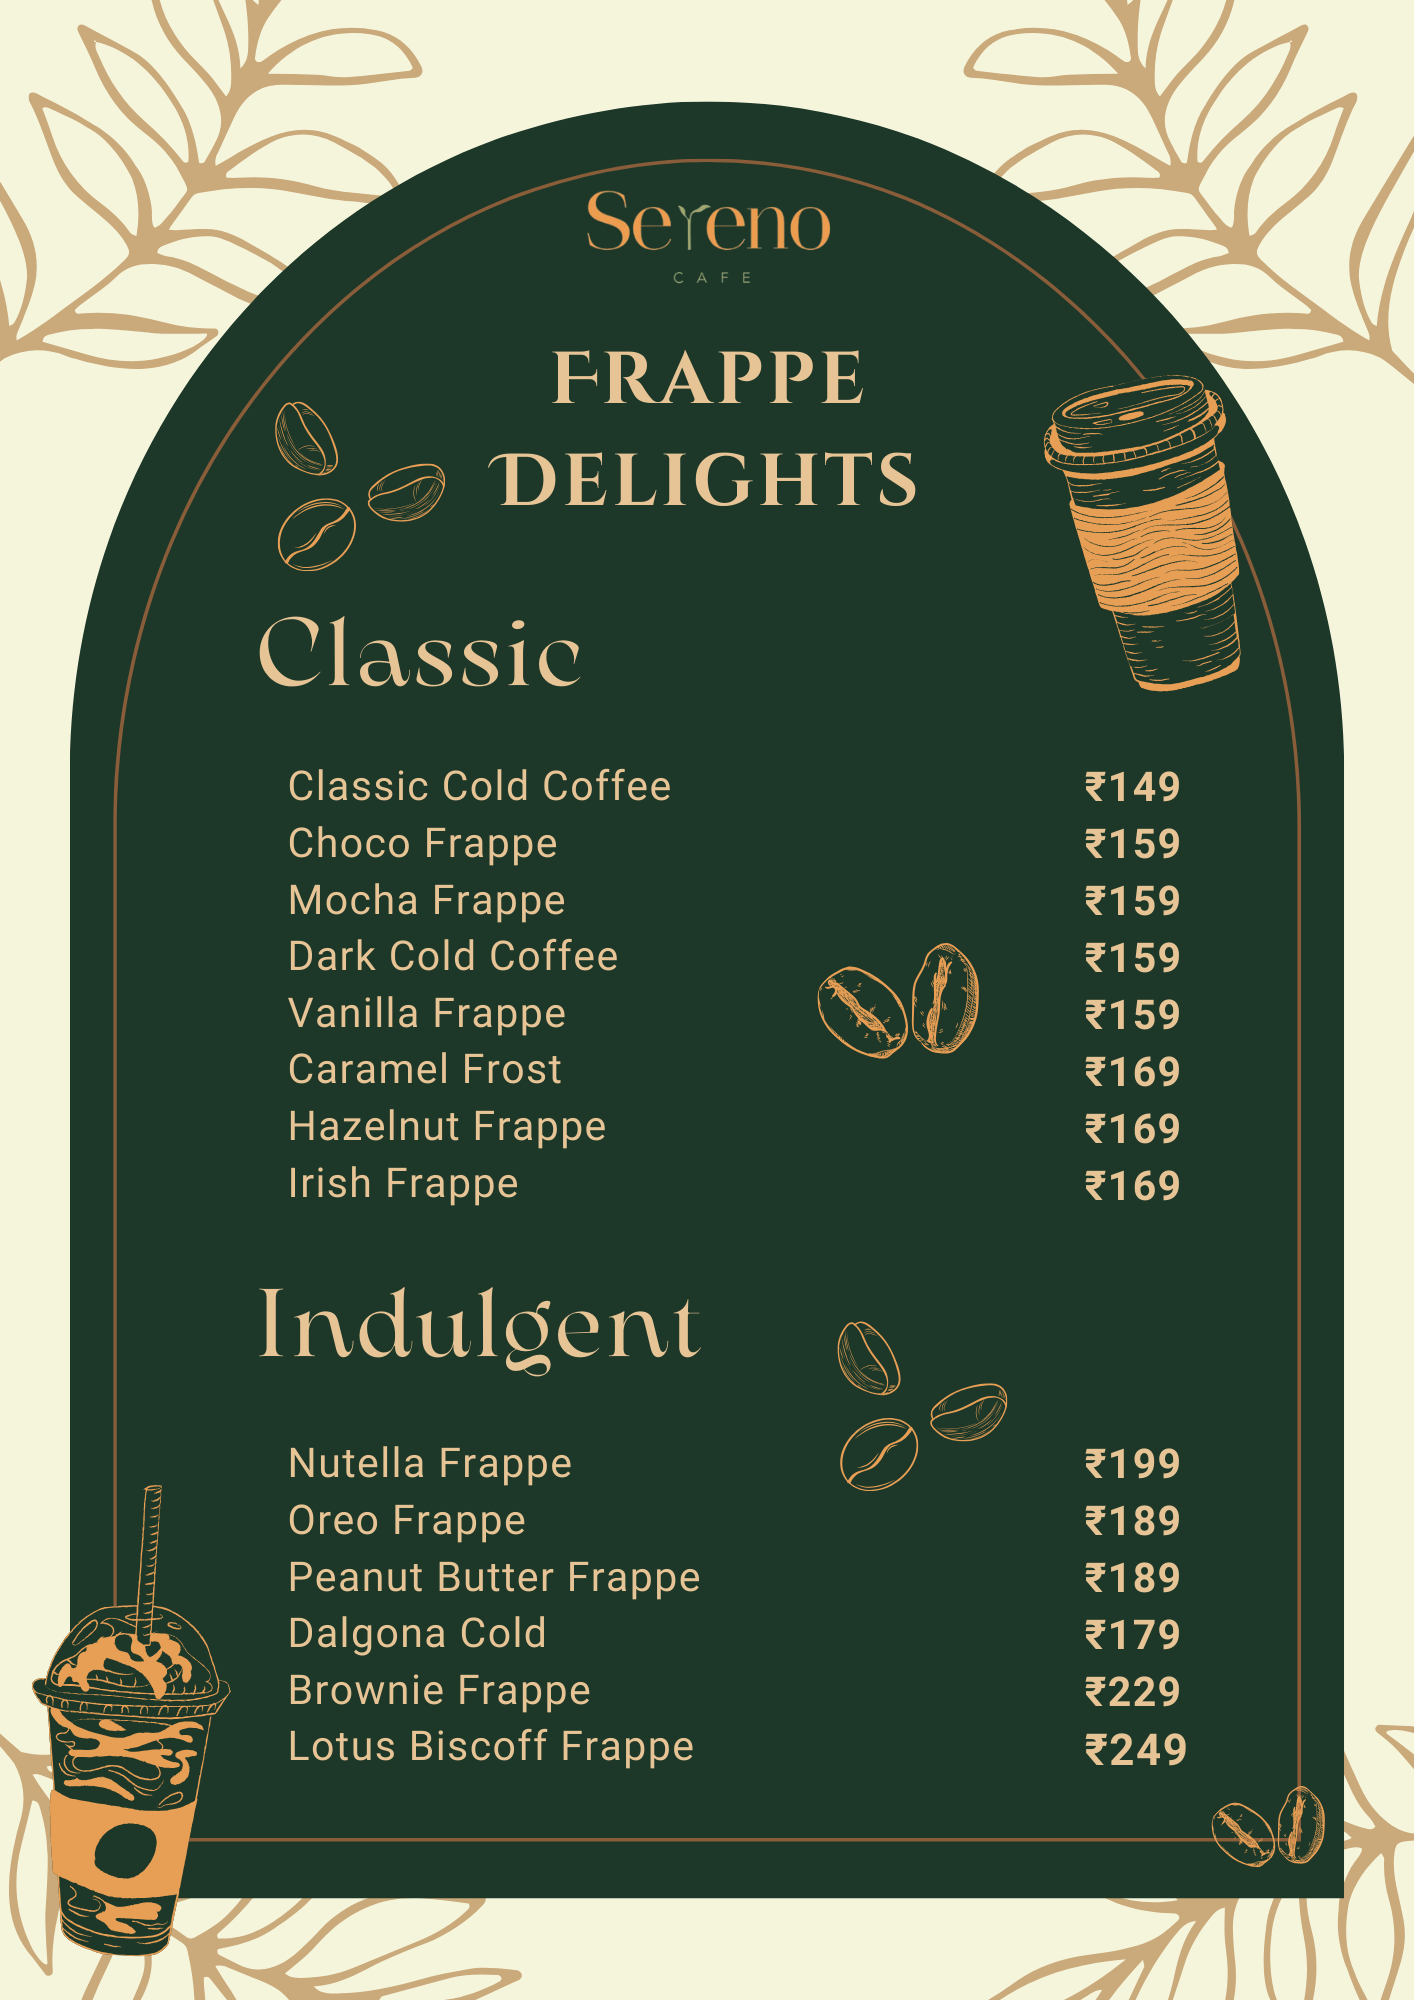 Sereno
CAFE
FRAPPE
DELIGHTS
Classic
Classic Cold Coffee ₹149
Choco Frappe ₹159
Mocha Frappe ₹159
Dark Cold Coffee ₹159
Vanilla Frappe ₹159
Caramel Frost ₹169
Hazelnut Frappe ₹169
Irish Frappe ₹169
Indulgent
Nutella Frappe ₹199
Oreo Frappe ₹189
Peanut Butter Frappe ₹189
Dalgona Cold ₹179
Brownie Frappe ₹229
Lotus Biscoff Frappe ₹249